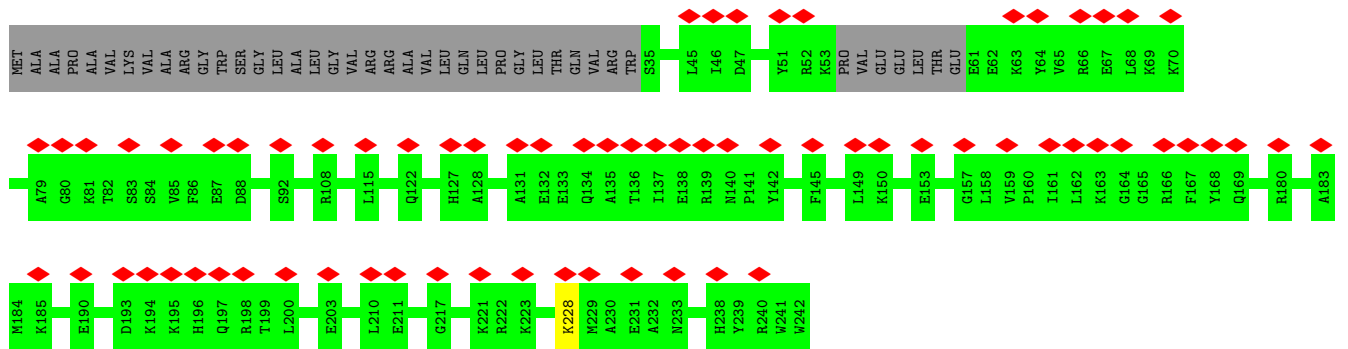 MET ALA ALA PRO ALA VAL LYS VAL ALA ARG GLY TRP SER GLY LEU ALA LEU GLY VAL ARG ARG ALA VAL LEU GLN LEU PRO GLY LEU THR GLN VAL ARG TRP S35 L45 I46 D47 Y51 R52 K53 PRO VAL GLU GLU LEU THR GLU E61 E62 K63 Y64 V65 R66 E67 L68 K69 K70
A79 G80 K81 T82 S83 S84 V85 F86 E87 D88 S92 R108 L115 Q122 H127 A128 A131 E132 E133 Q134 A135 T136 I137 E138 R139 N140 P141 Y142 F145 L149 K150 E153 G157 L158 V159 P160 I161 L162 K163 G164 G165 R166 F167 Y168 Q169 R180 A183
M184 K185 E190 D193 K194 K195 H196 Q197 R198 T199 L200 E203 L210 E211 G217 K221 R222 K223 K228 M229 A230 E231 A232 N233 H238 Y239 R240 W241 W242